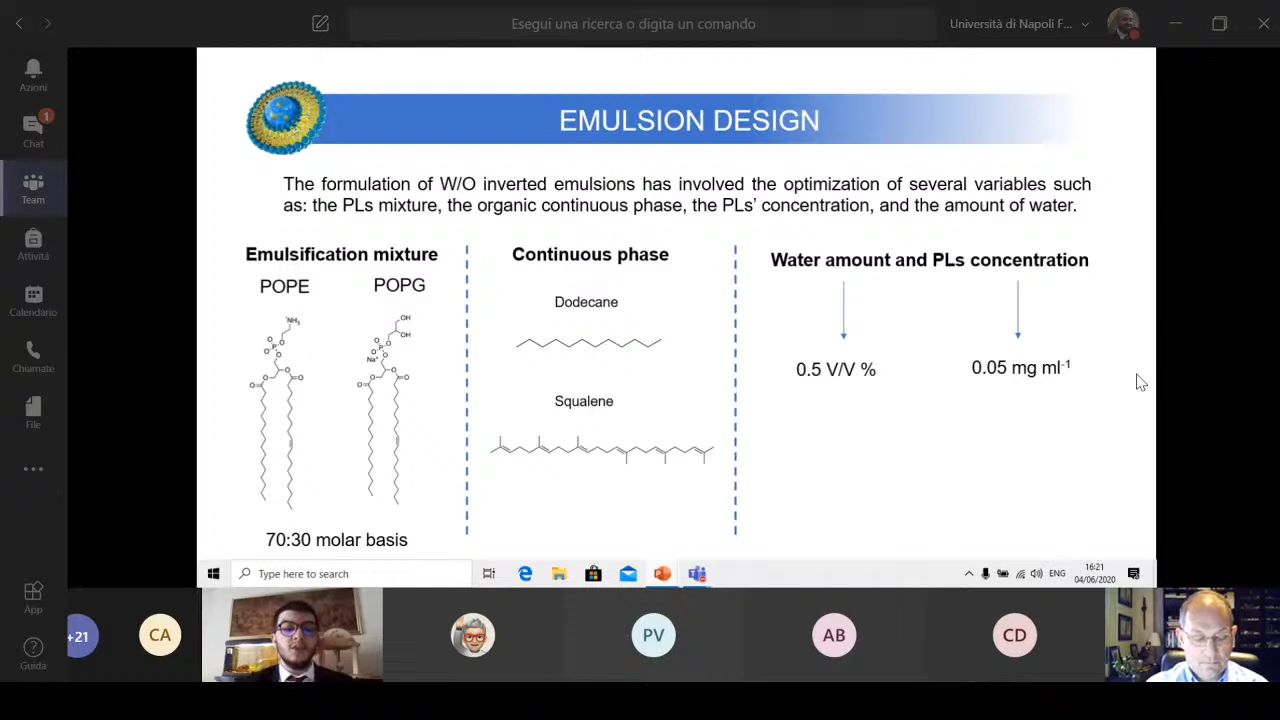 Esegui una ricerca o digita un comando
Università di Napoli F...
Azioni
1
Chat
Team
Attività
Calendario
Chiamate
File
App
Guida
EMULSION DESIGN
The formulation of W/O inverted emulsions has involved the optimization of several variables such
as: the PLs mixture, the organic continuous phase, the PLs’ concentration, and the amount of water.
Emulsification mixture
POPE
POPG
70:30 molar basis
Continuous phase
Dodecane
Squalene
Water amount and PLs concentration
0.5 V/V %
0.05 mg ml-1
Type here to search
ENG
16:21
04/06/2020
+21
CA
PV
AB
CD